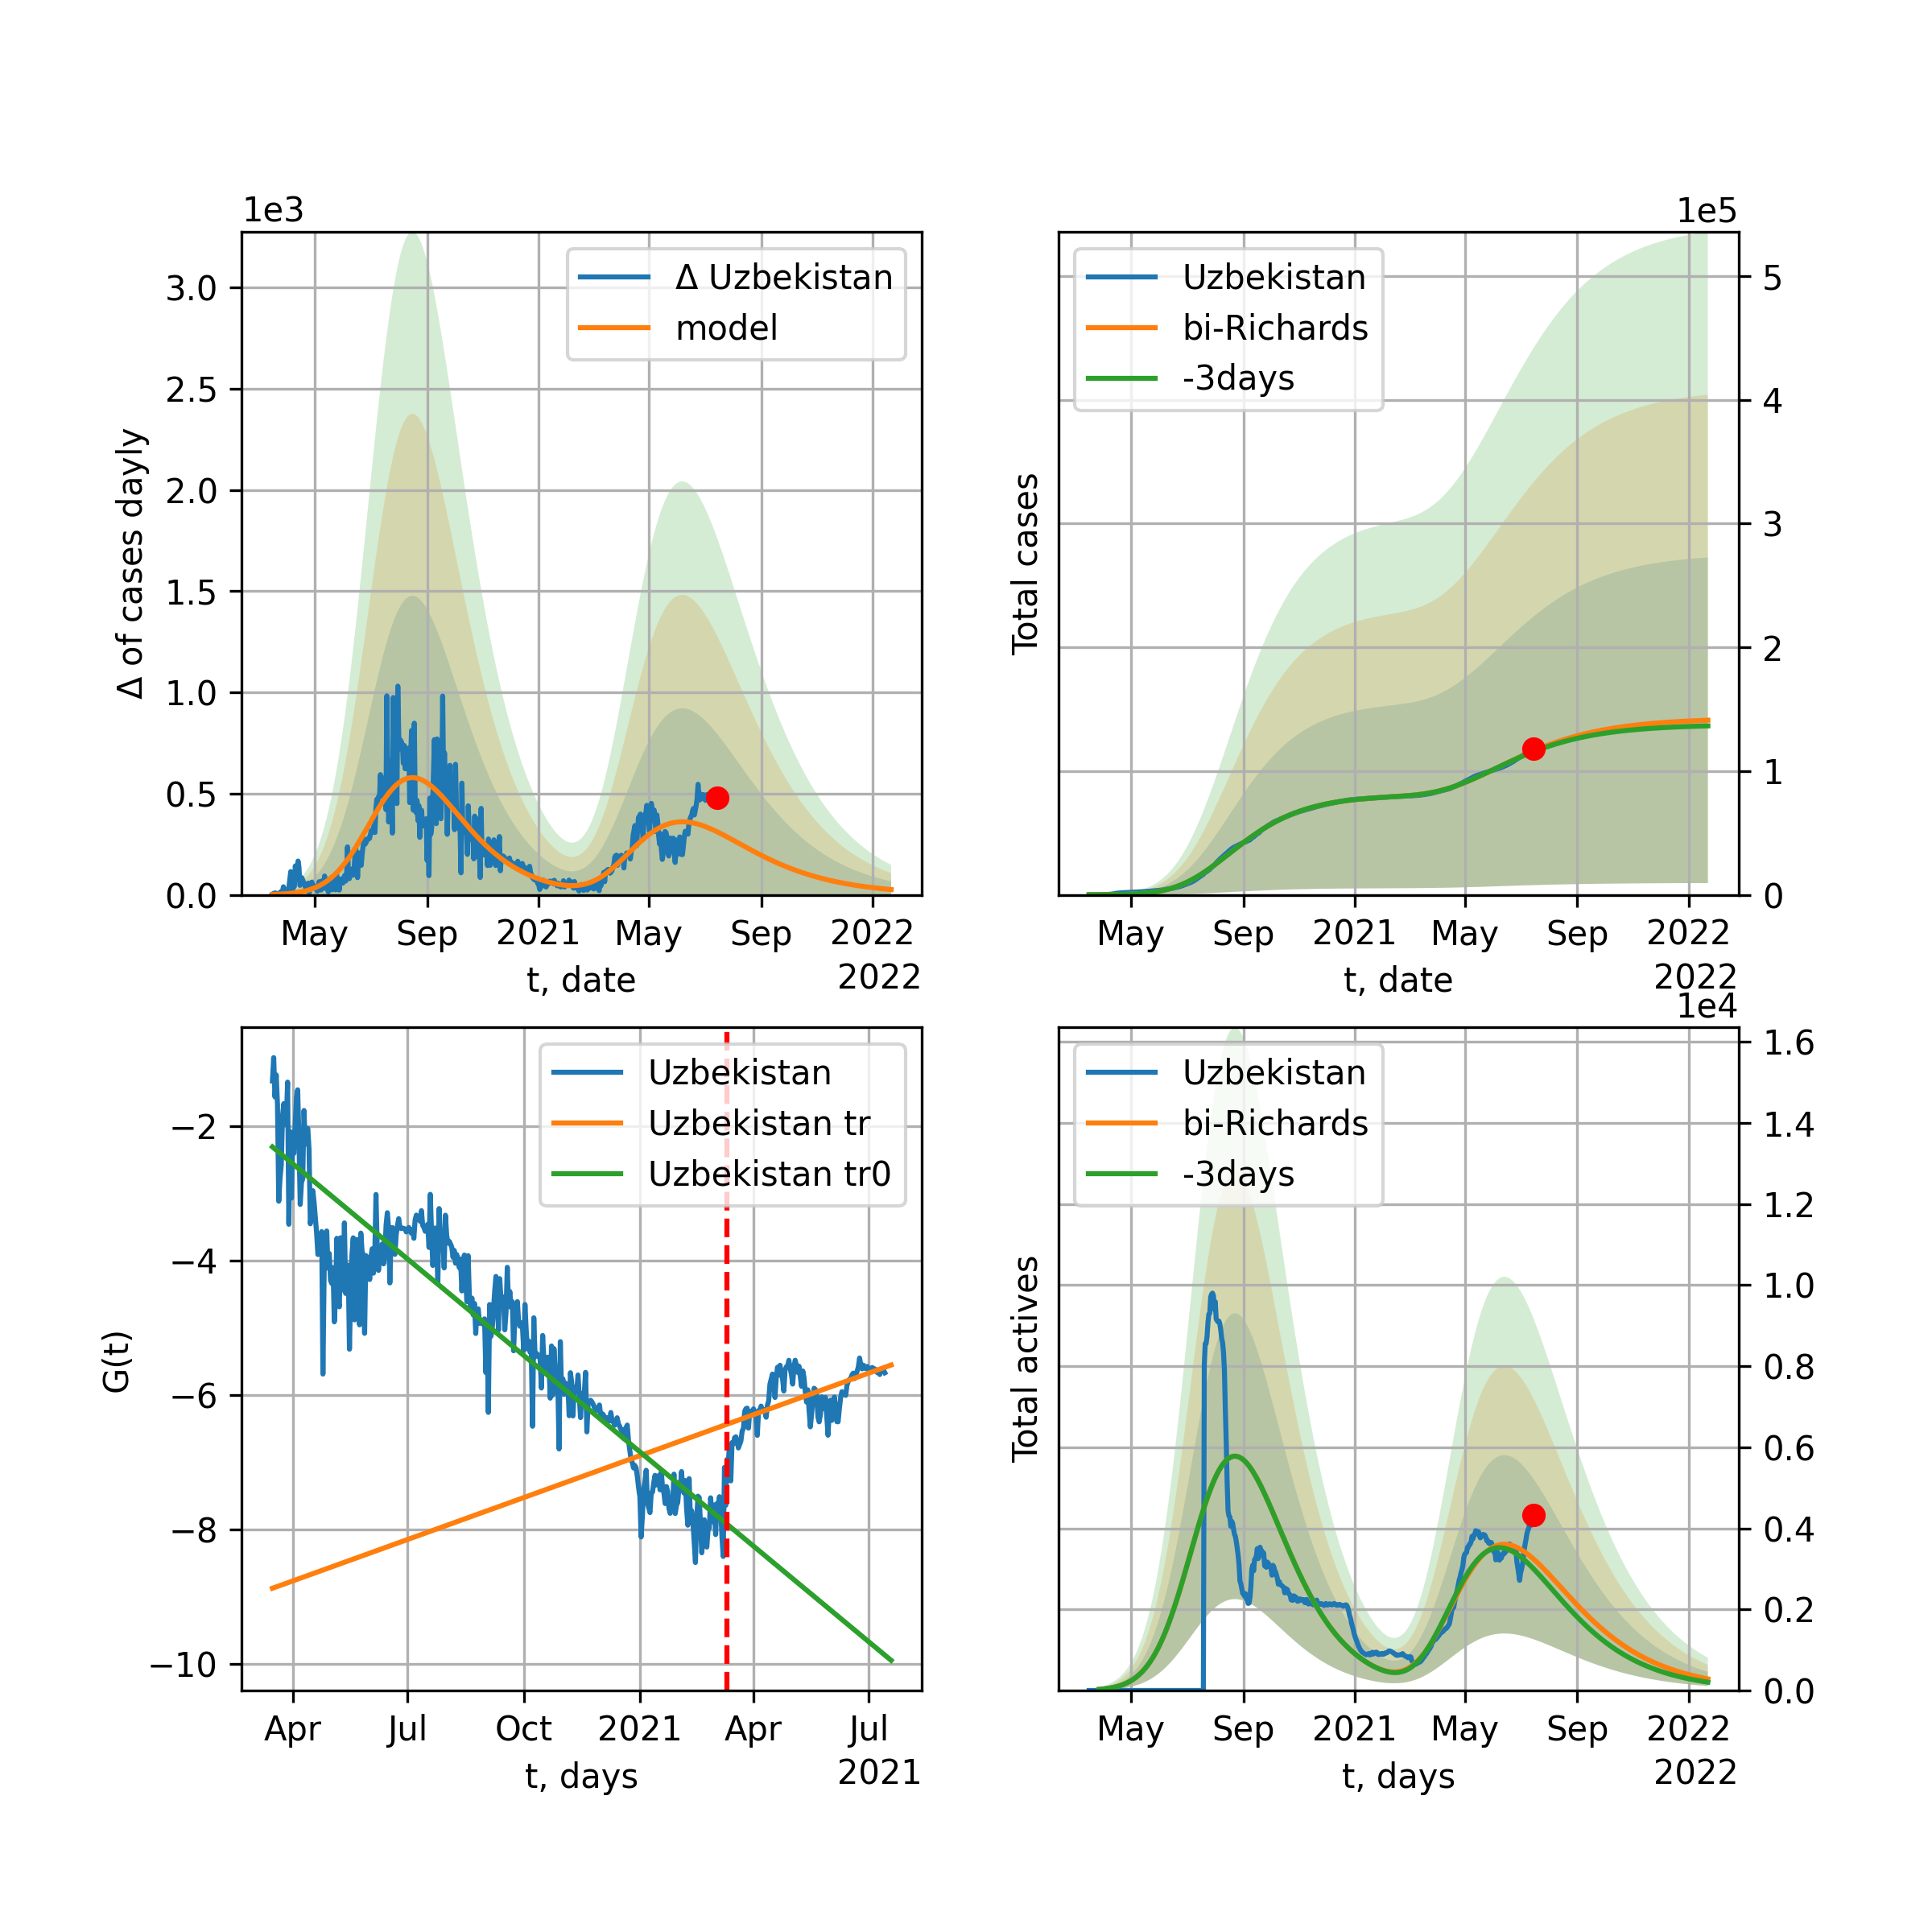 1e3
Δ of cases dayly
3.0
2.5
2.0
1.5
1.0
0.5
0.0
Δ Uzbekistan
model
May Sep 2021 May Sep 2022
t, date
2022
1e5
Total cases
Uzbekistan
bi-Richards
-3days
5
4
3
2
1
0
May Sep 2021 May Sep 2022
t, date
2022
G(t)
−2
−4
−6
−8
−10
Uzbekistan
Uzbekistan tr
Uzbekistan tr0
Apr Jul Oct 2021 Apr Jul
t, days
2021
1e4
Total actives
Uzbekistan
bi-Richards
-3days
1.6
1.4
1.2
1.0
0.8
0.6
0.4
0.2
0.0
May Sep 2021 May Sep 2022
t, days
2022